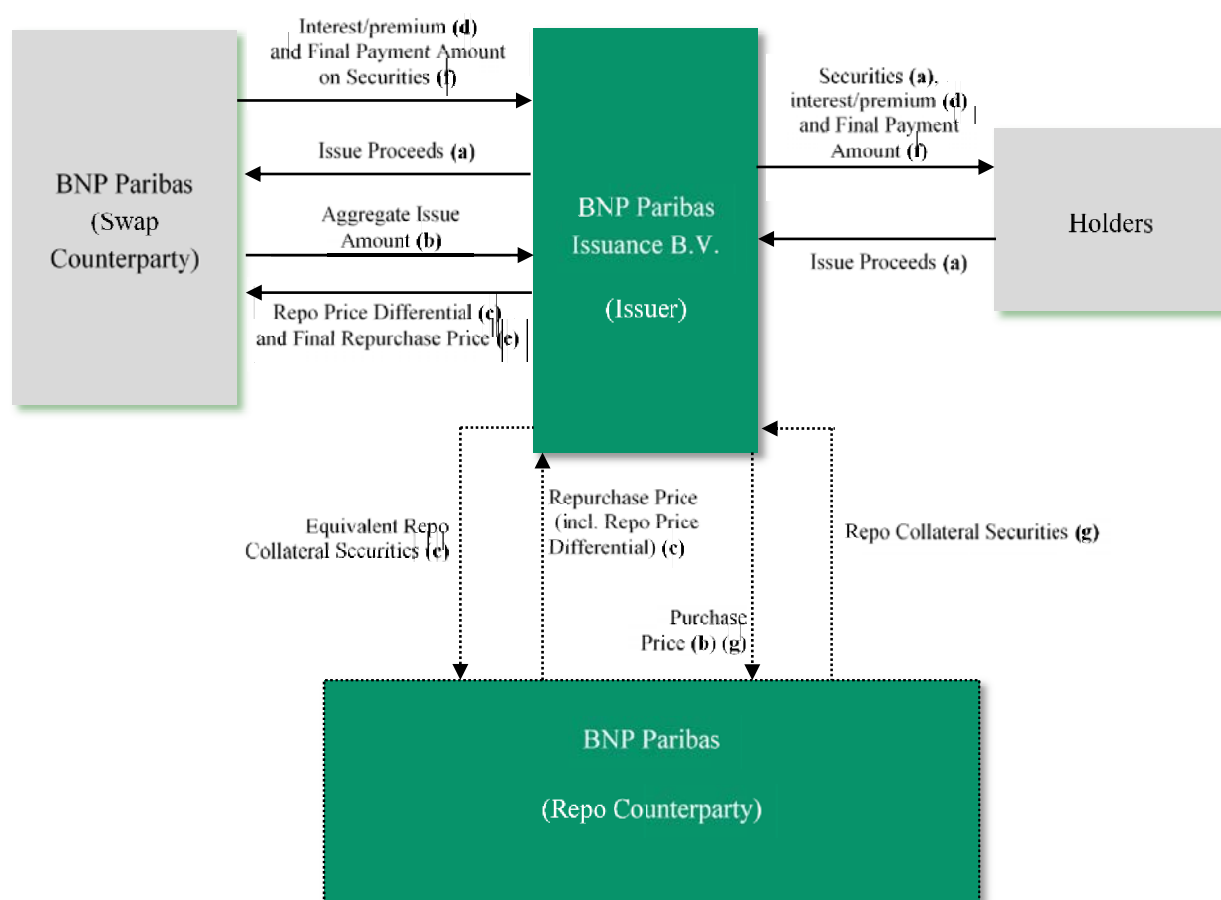 Interest/premium (d)
and Final Payment Amount
on Securities (f)
Issue Proceeds (a)
BNP Paribas
(Swap
Counterparty)
Aggregate Issue
Amount (b)
Repo Price Differential (c)
and Final Repurchase Price (e)
BNP Paribas
Issuance B.V.
(Issuer)
Securities (a),
interest/premium (d)
and Final Payment
Amount (f)
Issue Proceeds (a)
Holders
Equivalent Repo
Collateral Securities (e)
Repurchase Price
(incl. Repo Price
Differential) (c)
Purchase
Price (b) (g)
Repo Collateral Securities (g)
BNP Paribas
(Repo Counterparty)